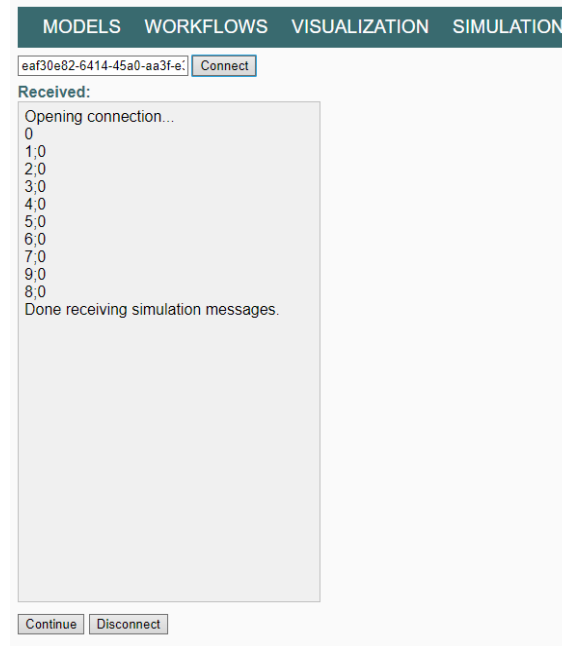 MODELS WORKFLOWS VISUALIZATION SIMULATION
eaf30e82-6414-45a0-aa3f-e Connect
Received:
Opening connection...
0
1;0
2;0
3;0
4;0
5;0
6;0
7;0
9;0
8;0
Done receiving simulation messages.
Continue Disconnect